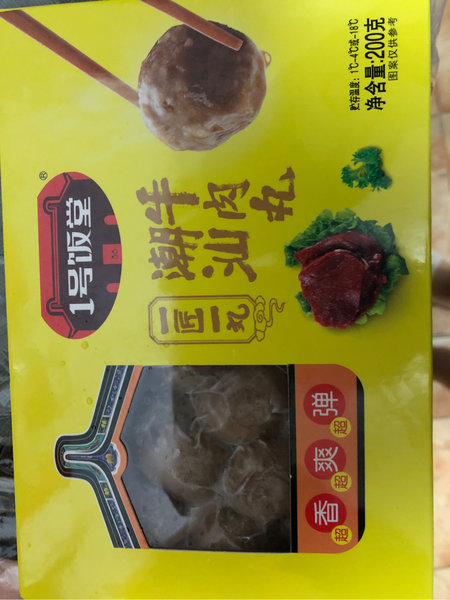 1号饭堂
®
潮汕
牛肉丸
一匠一丸
贮存温度：1℃~4℃或-18℃
净含量:200克
图案仅供参考
超香
超爽
超弹